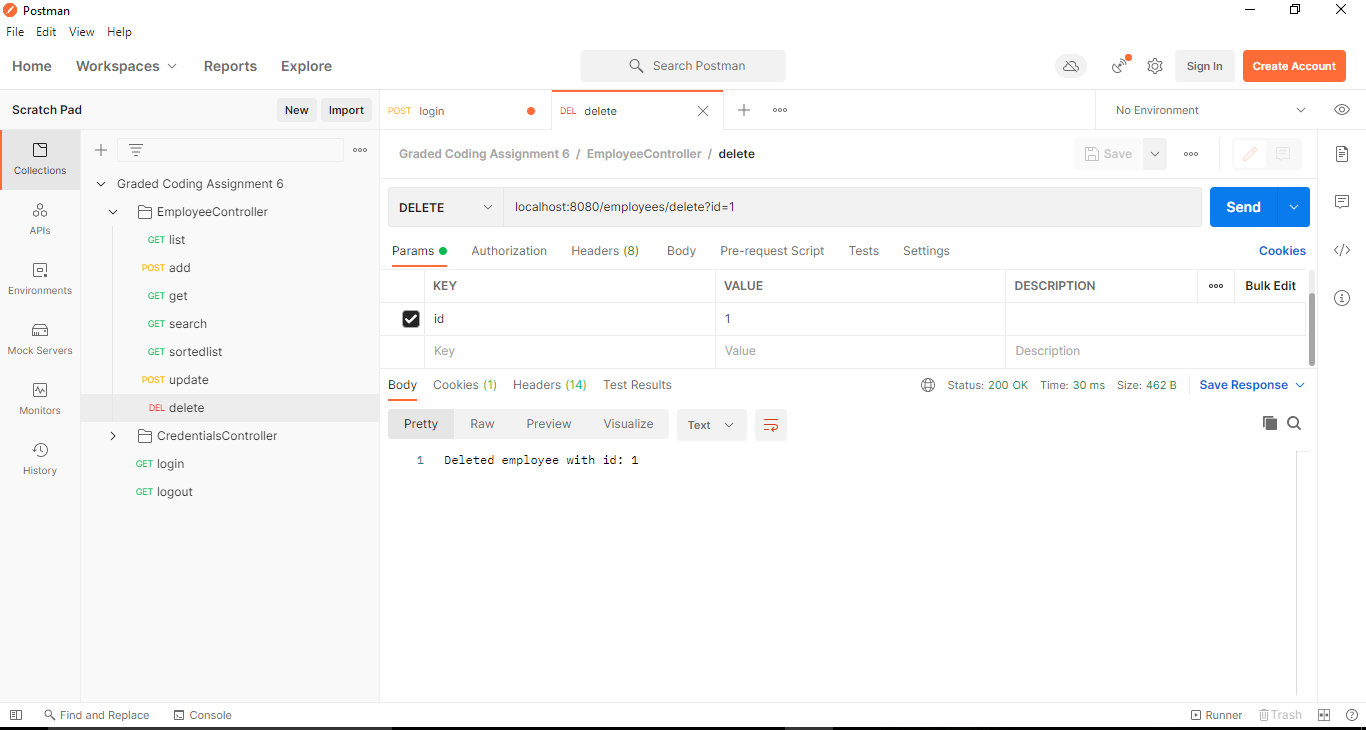 Postman
File Edit View Help
Home Workspaces Reports Explore Search Postman Sign In Create Account
Scratch Pad New Import
POST login DEL delete No Environment
Graded Coding Assignment 6 / EmployeeController / delete Save
Collections
APIs
Environments
Mock Servers
Monitors
History
Graded Coding Assignment 6
EmployeeController
GET list
POST add
GET get
GET search
GET sortedlist
POST update
DEL delete
CredentialsController
GET login
GET logout
DELETE localhost:8080/employees/delete?id=1 Send
Params Authorization Headers (8) Body Pre-request Script Tests Settings Cookies
KEY VALUE DESCRIPTION Bulk Edit
id 1
Key Value Description
Body Cookies (1) Headers (14) Test Results Status: 200 OK Time: 30 ms Size: 462 B Save Response
Pretty Raw Preview Visualize Text
1 Deleted employee with id: 1
Find and Replace Console Runner Trash